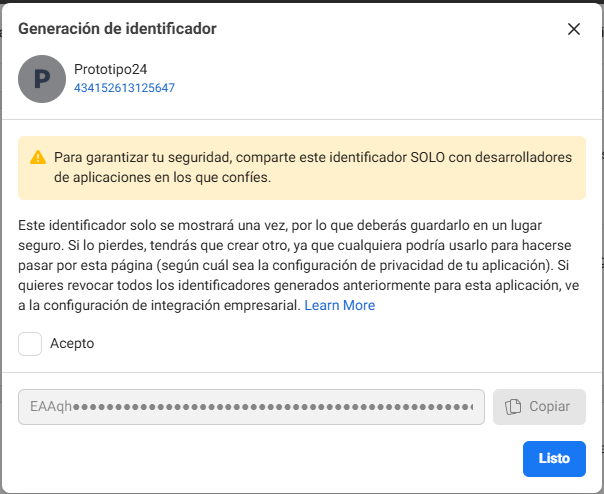 Generación de identificador
P
Prototipo24
434152613125647
Para garantizar tu seguridad, comparte este identificador SOLO con desarrolladores
de aplicaciones en los que confíes.
Este identificador solo se mostrará una vez, por lo que deberás guardarlo en un lugar
seguro. Si lo pierdes, tendrás que crear otro, ya que cualquiera podría usarlo para hacerse
pasar por esta página (según cuál sea la configuración de privacidad de tu aplicación). Si
quieres revocar todos los identificadores generados anteriormente para esta aplicación, ve
a la configuración de integración empresarial. Learn More
Acepto
EAAqh••••••••••••••••••••••••••••••••••••••••••••••••
Copiar
Listo